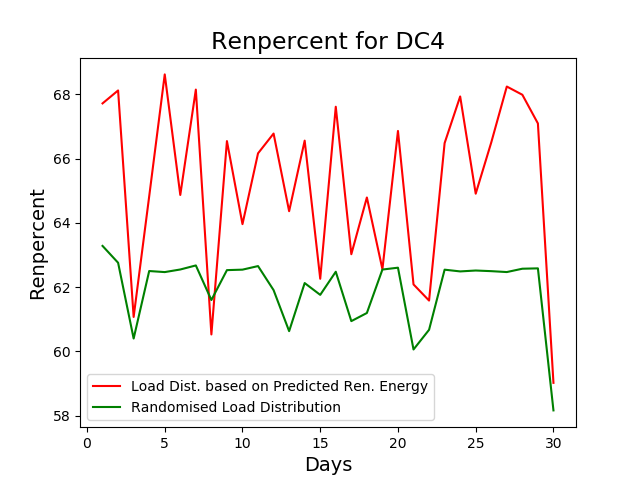 Renpercent for DC4
Renpercent
68
66
64
62
60
58
Load Dist. based on Predicted Ren. Energy
Randomised Load Distribution
0 5 10 15 20 25 30
Days